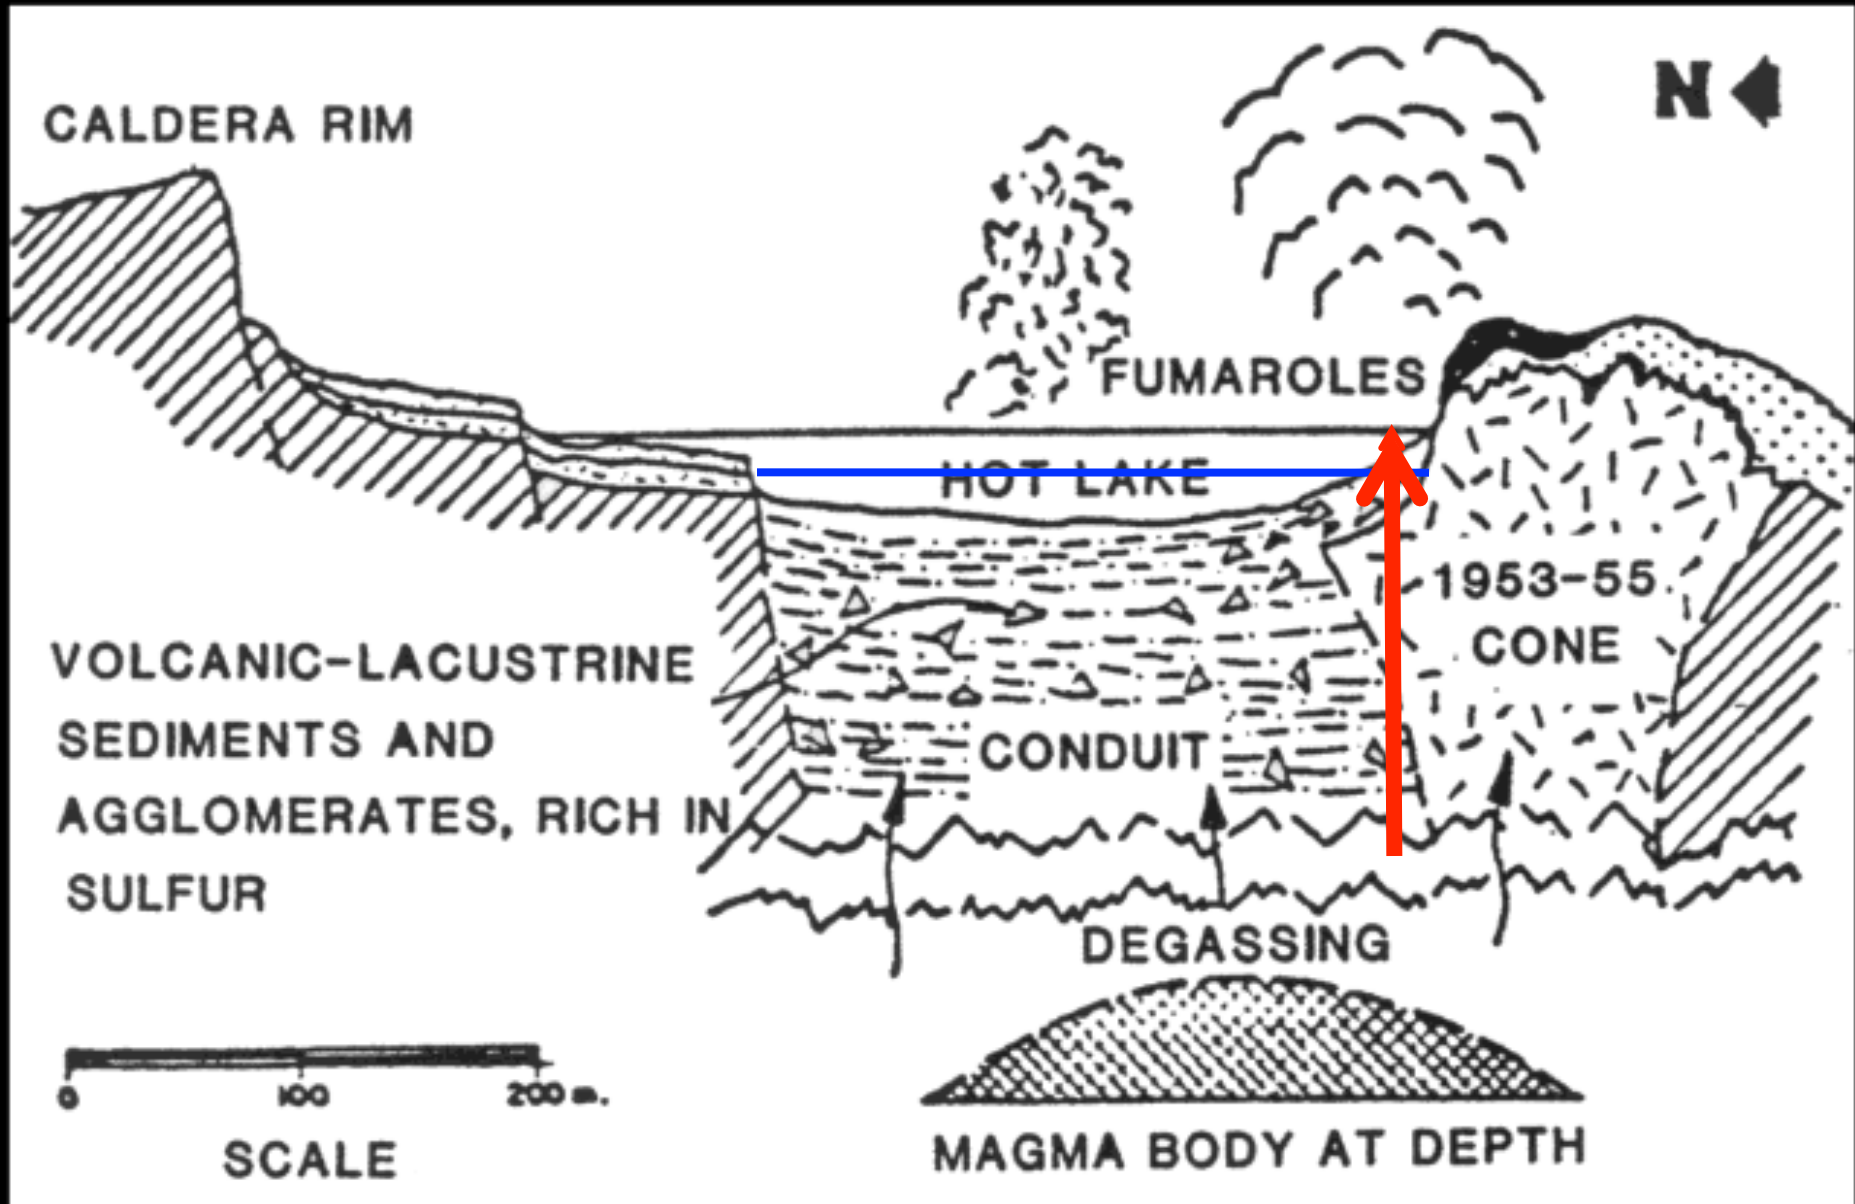 N
CALDERA RIM
FUMAROLES
HOT LAKE
1953-55
CONE
VOLCANIC-LACUSTRINE
SEDIMENTS AND
AGGLOMERATES, RICH IN
SULFUR
CONDUIT
DEGASSING
0 100 200 m.
SCALE
MAGMA BODY AT DEPTH